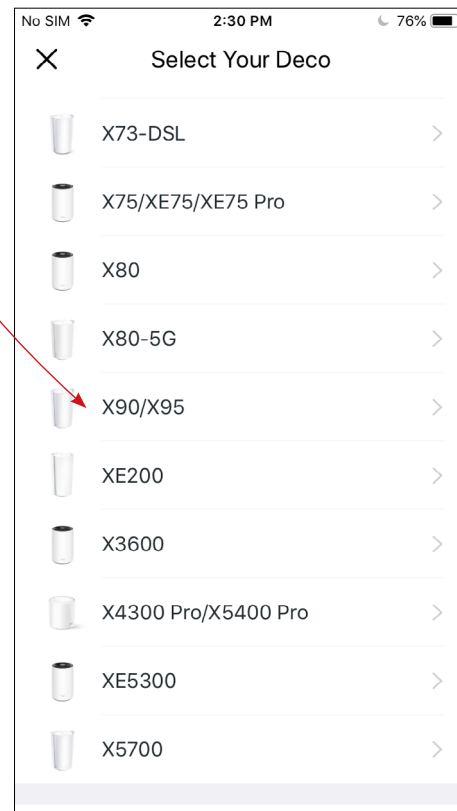 No SIM 2:30 PM 76%
Select Your Deco
X73-DSL
X75/XE75/XE75 Pro
X80
X80-5G
X90/X95
XE200
X3600
X4300 Pro/X5400 Pro
XE5300
X5700